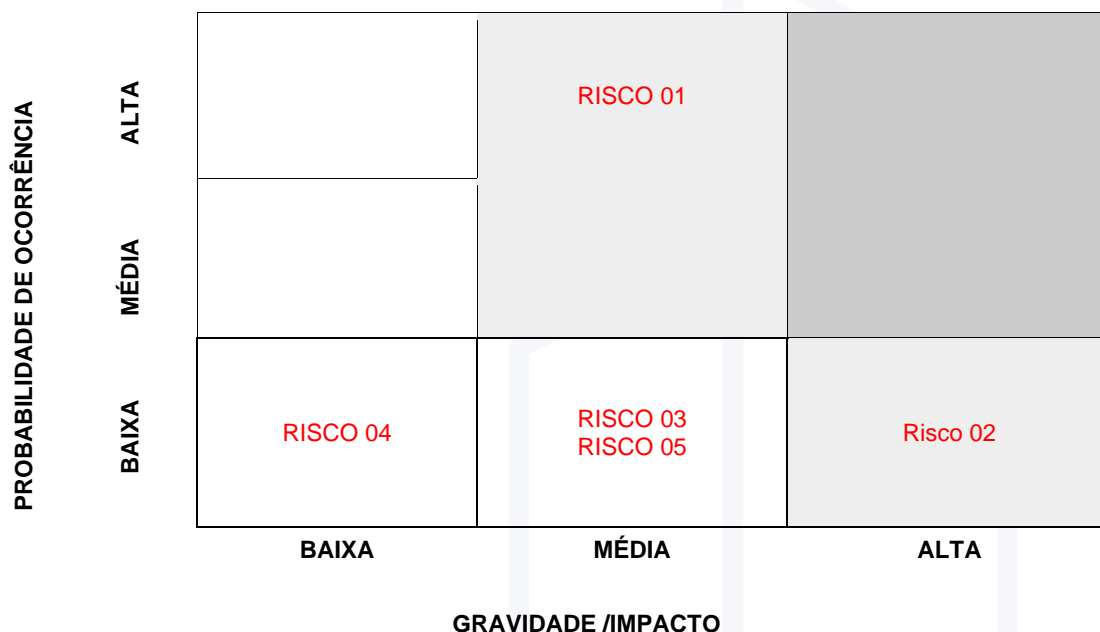 PROBABILIDADE DE OCORRÊNCIA
ALTA
RISCO 01
MÉDIA
BAIXA
RISCO 04
RISCO 03
RISCO 05
Risco 02
BAIXA
MÉDIA
ALTA
GRAVIDADE /IMPACTO